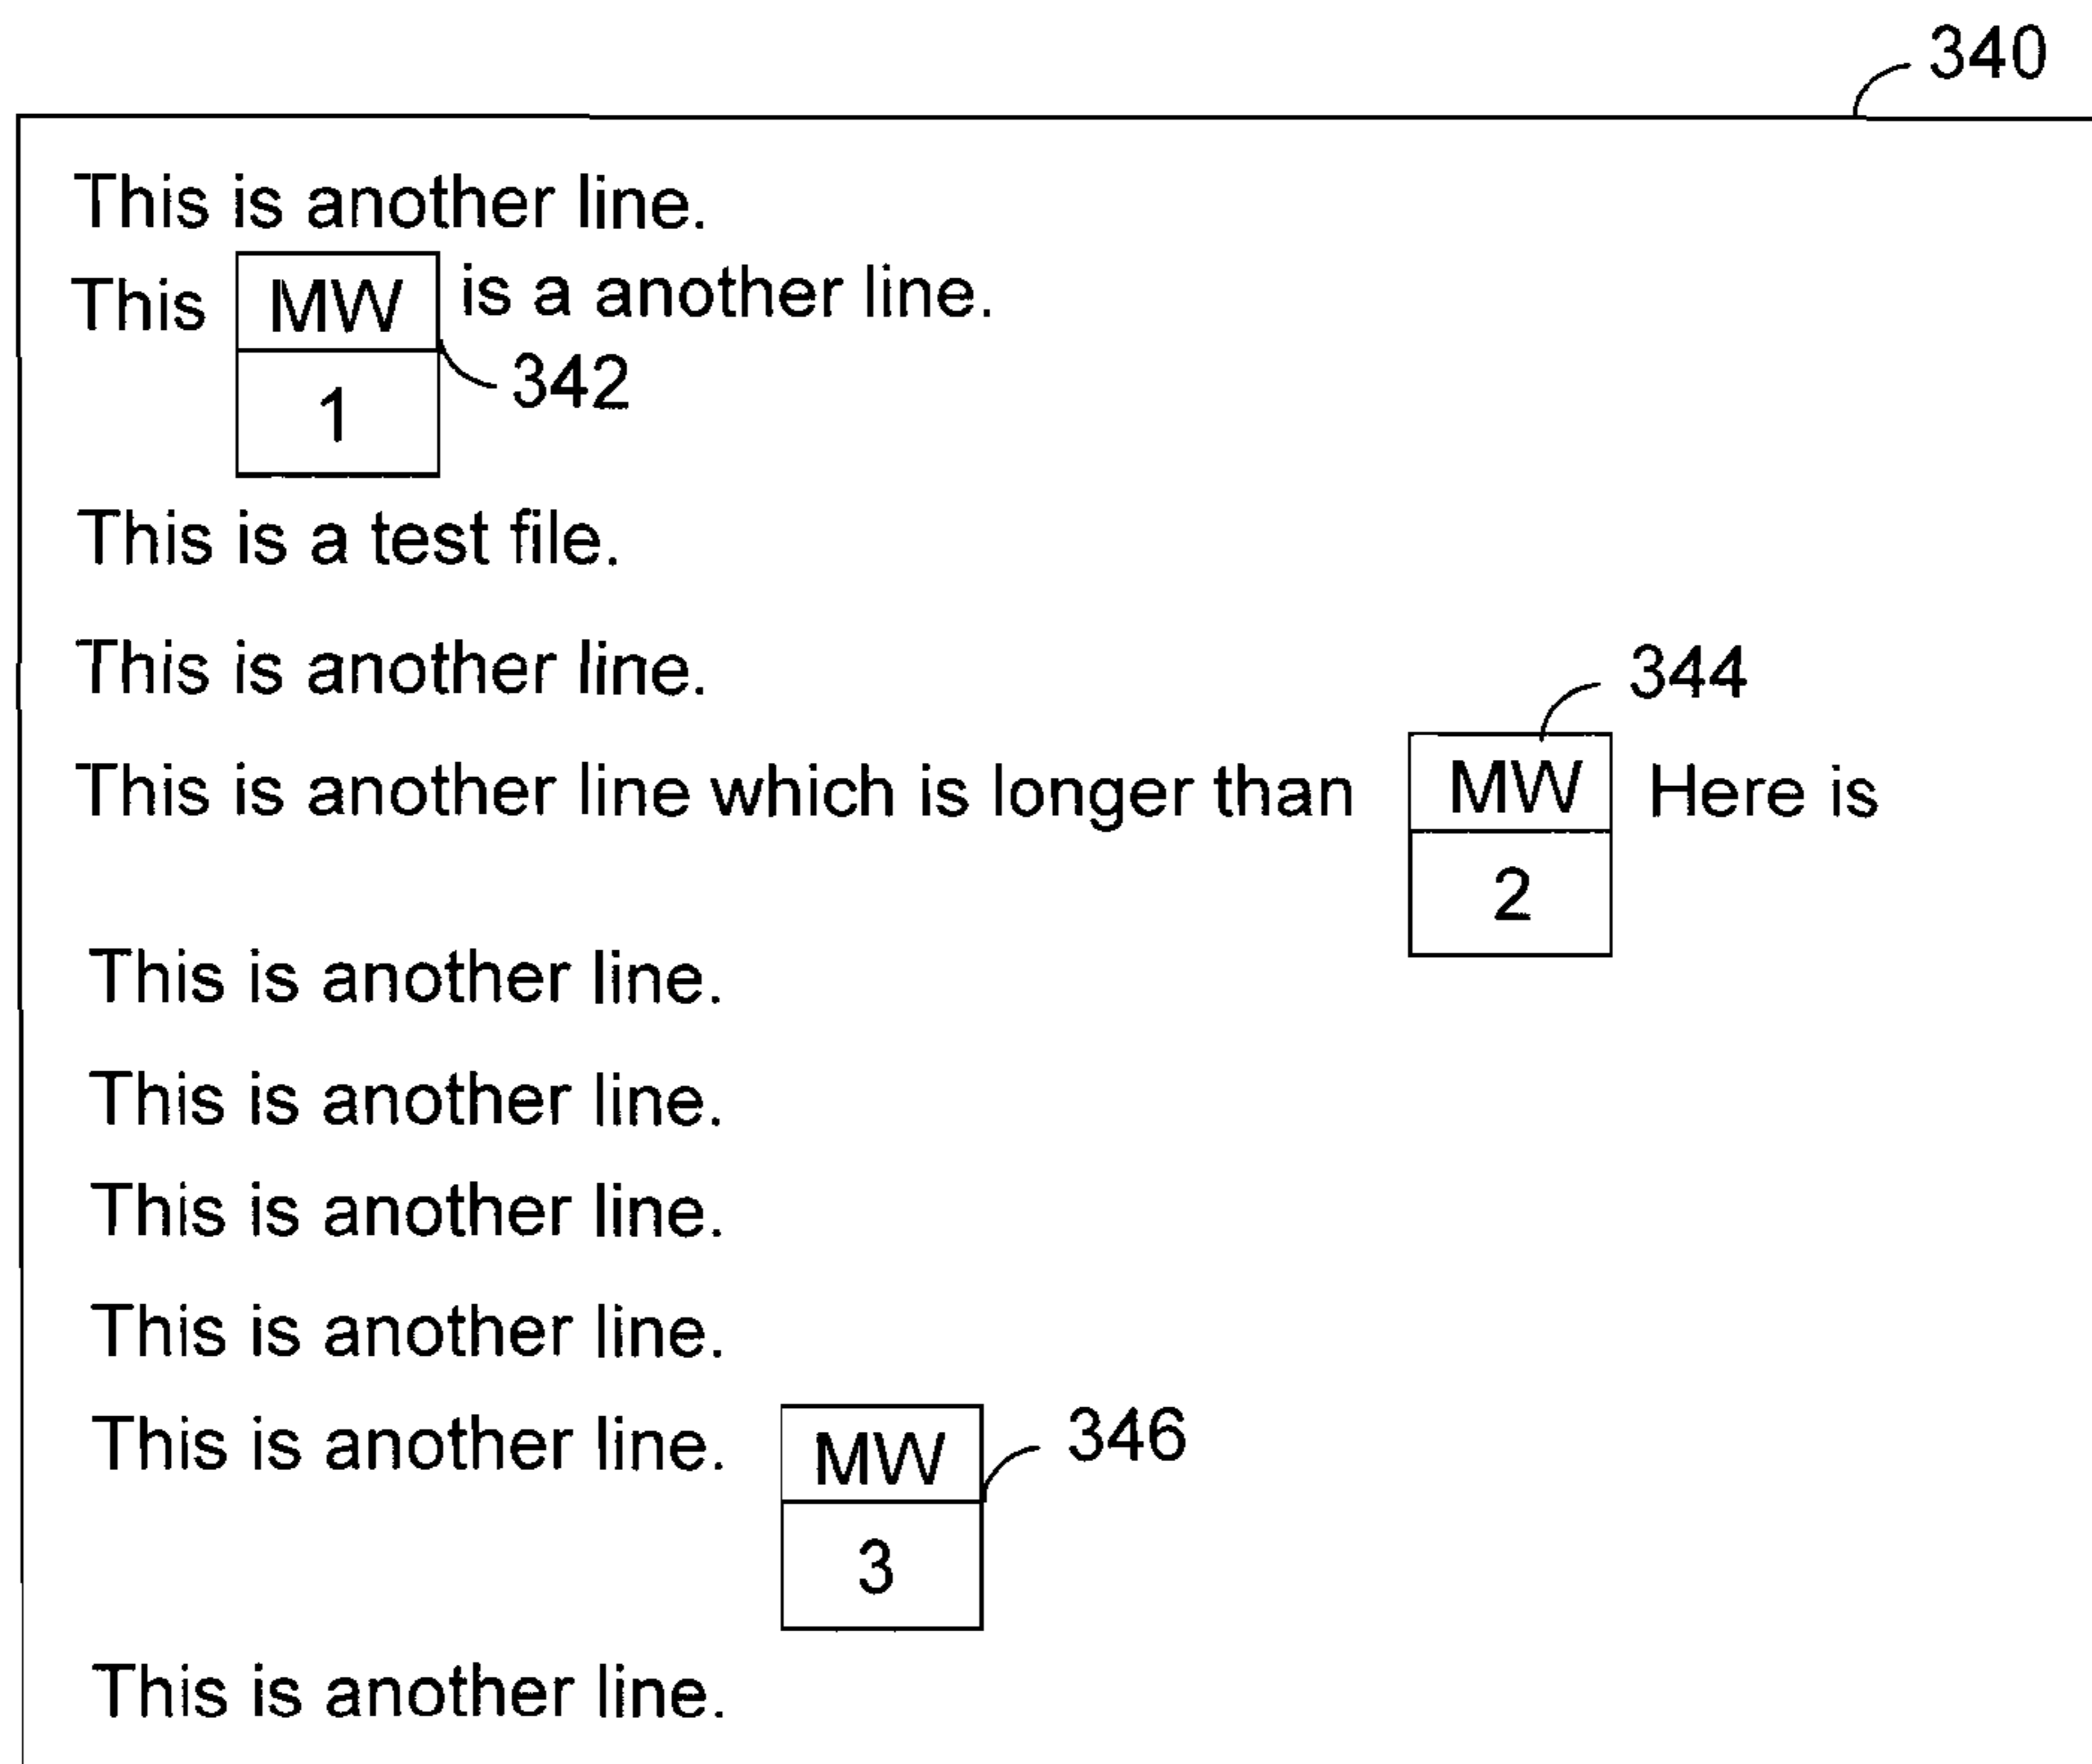 340
This is another line.
This MW is a another line.
342
1
This is a test file.
This is another line.
344
This is another line which is longer than MW Here is
2
This is another line.
This is another line.
This is another line.
This is another line.
This is another line. MW 346
3
This is another line.